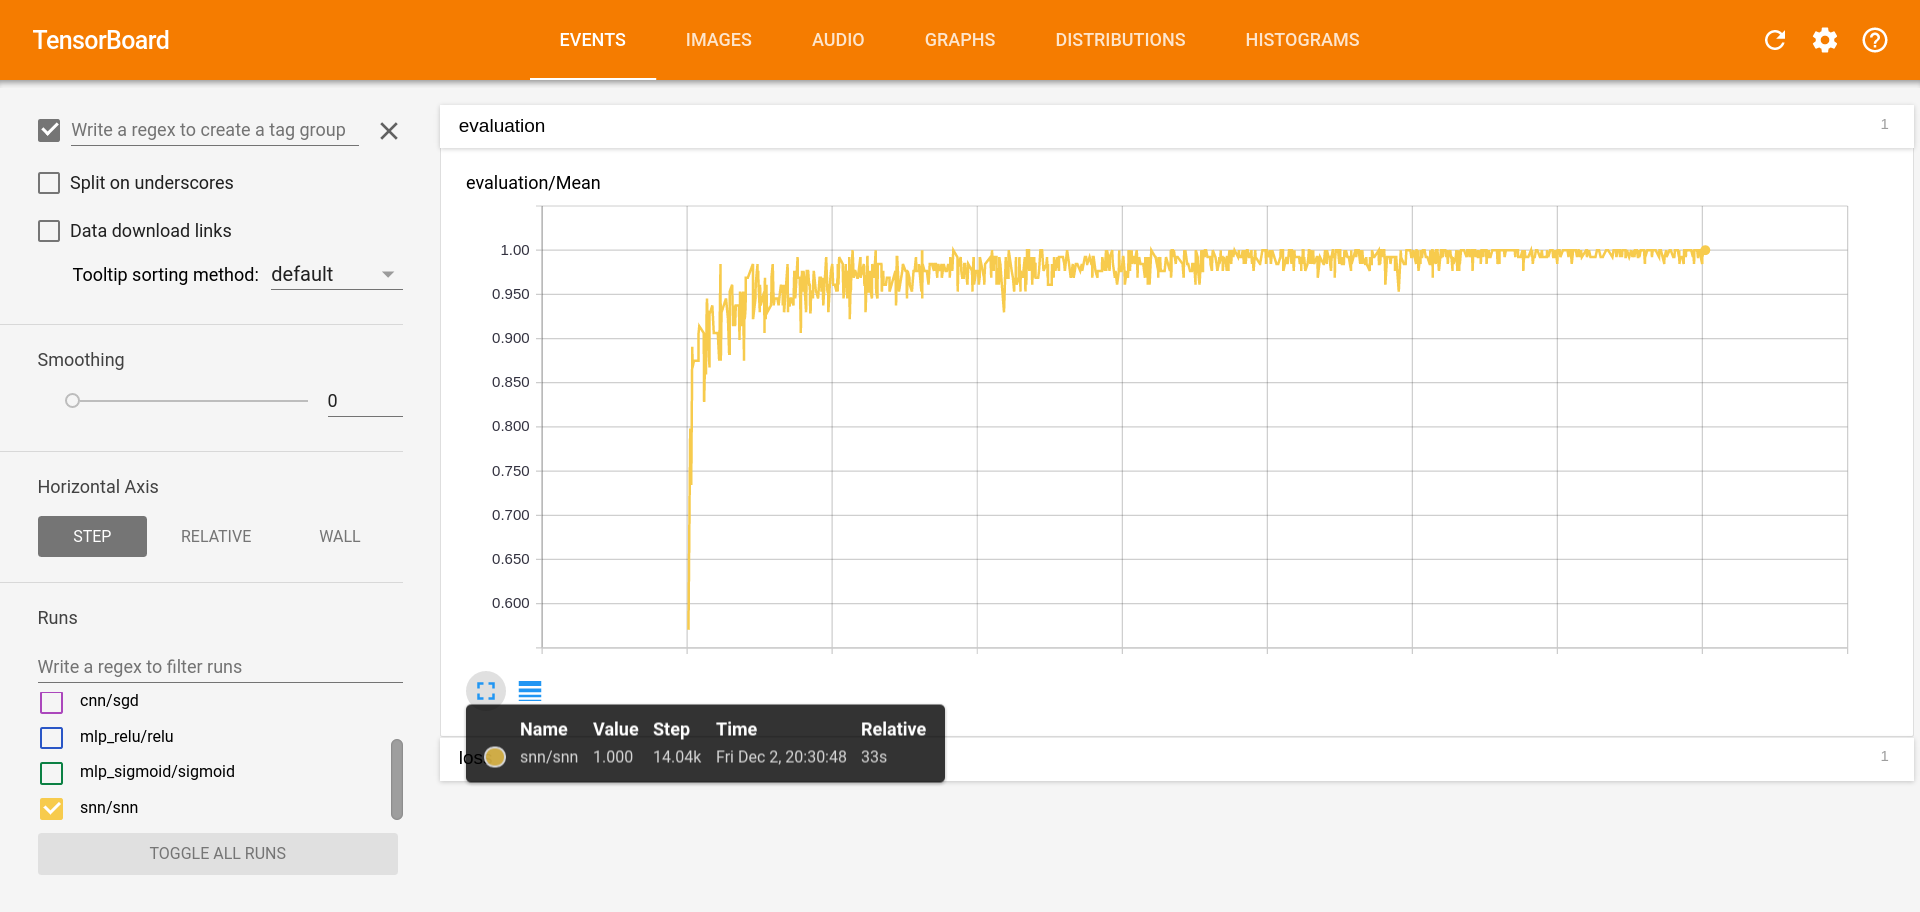 TensorBoard
EVENTS IMAGES AUDIO GRAPHS DISTRIBUTIONS HISTOGRAMS
Write a regex to create a tag group
Split on underscores
Data download links
Tooltip sorting method: default
Smoothing
0
Horizontal Axis
STEP RELATIVE WALL
Runs
Write a regex to filter runs
cnn/sgd
mlp_relu/relu
mlp_sigmoid/sigmoid
snn/snn
TOGGLE ALL RUNS
evaluation 1
evaluation/Mean
1.00
0.950
0.900
0.850
0.800
0.750
0.700
0.650
0.600
Name Value Step Time Relative
snn/snn 1.000 14.04k Fri Dec 2, 20:30:48 33s
1